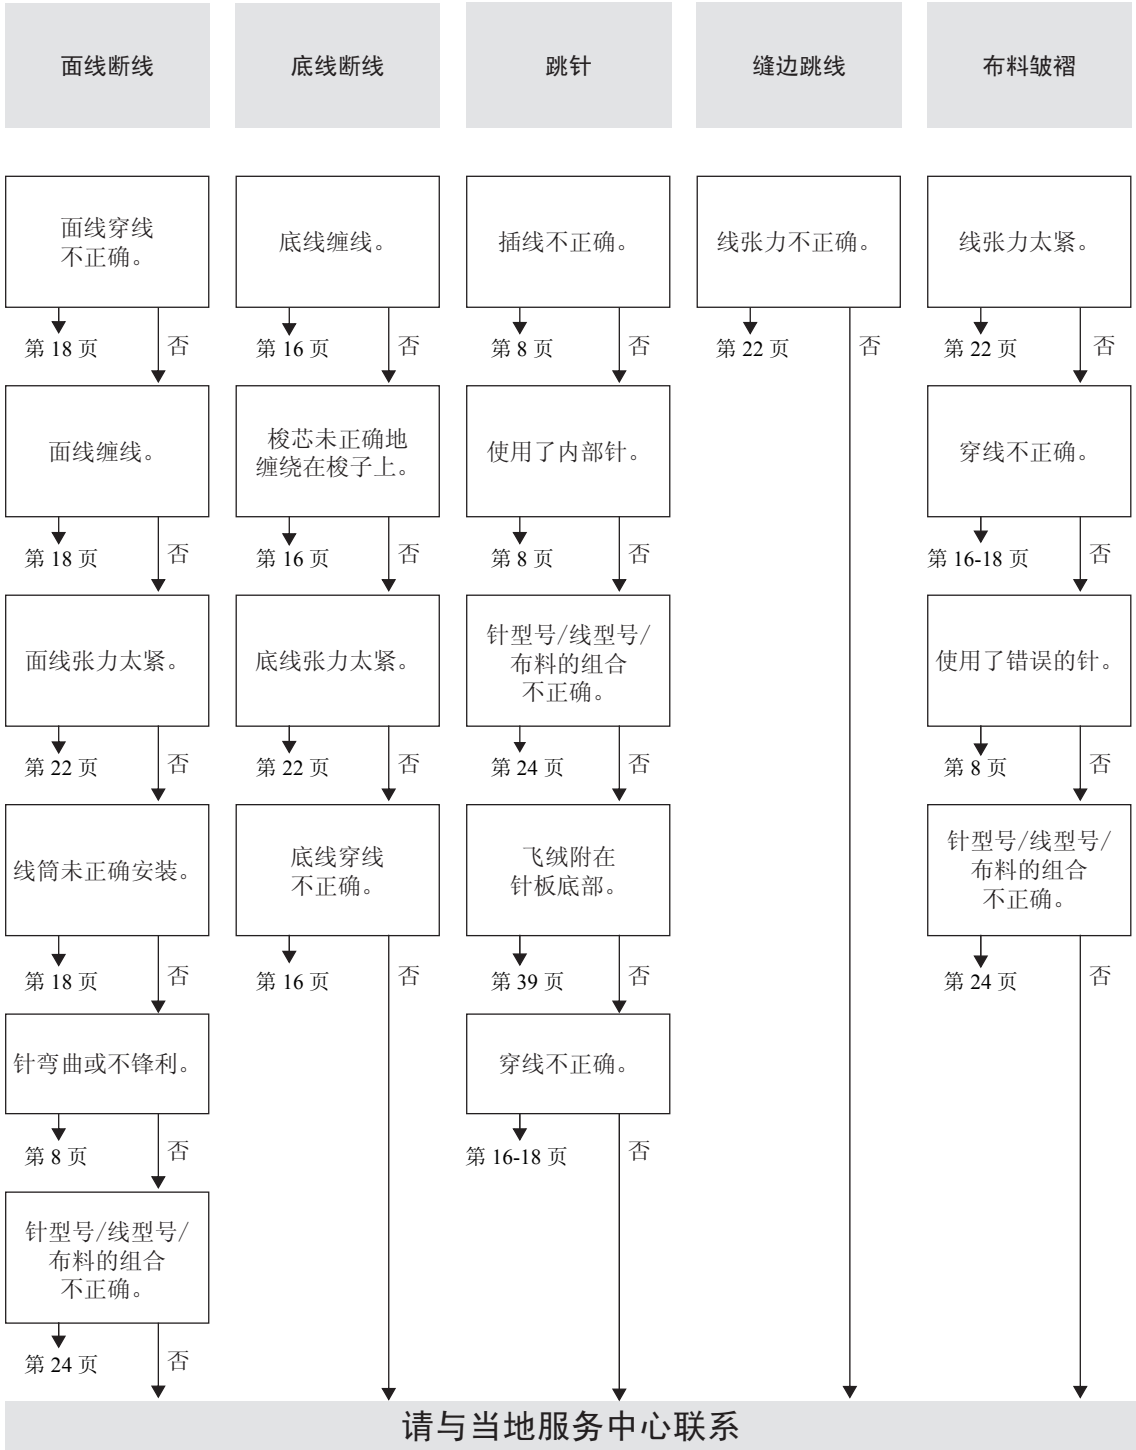 面线断线
底线断线
跳针
缝边跳线
布料皱褶
面线穿线
不正确。
底线缠线。
插线不正确。
线张力不正确。
线张力太紧。
第 18 页
否
第 16 页
否
第 8 页
否
第 22 页
否
第 22 页
否
面线缠线。
梭芯未正确地
缠绕在梭子上。
使用了内部针。
穿线不正确。
第 18 页
否
第 16 页
否
第 8 页
否
第 16-18 页
否
面线张力太紧。
底线张力太紧。
针型号/线型号/
布料的组合
不正确。
使用了错误的针。
第 22 页
否
第 22 页
否
第 24 页
否
第 8 页
否
线筒未正确安装。
底线穿线
不正确。
飞绒附在
针板底部。
针型号/线型号/
布料的组合
不正确。
第 18 页
否
第 16 页
否
第 39 页
否
第 24 页
否
针弯曲或不锋利。
穿线不正确。
第 8 页
否
第 16-18 页
否
针型号/线型号/
布料的组合
不正确。
第 24 页
否
请与当地服务中心联系